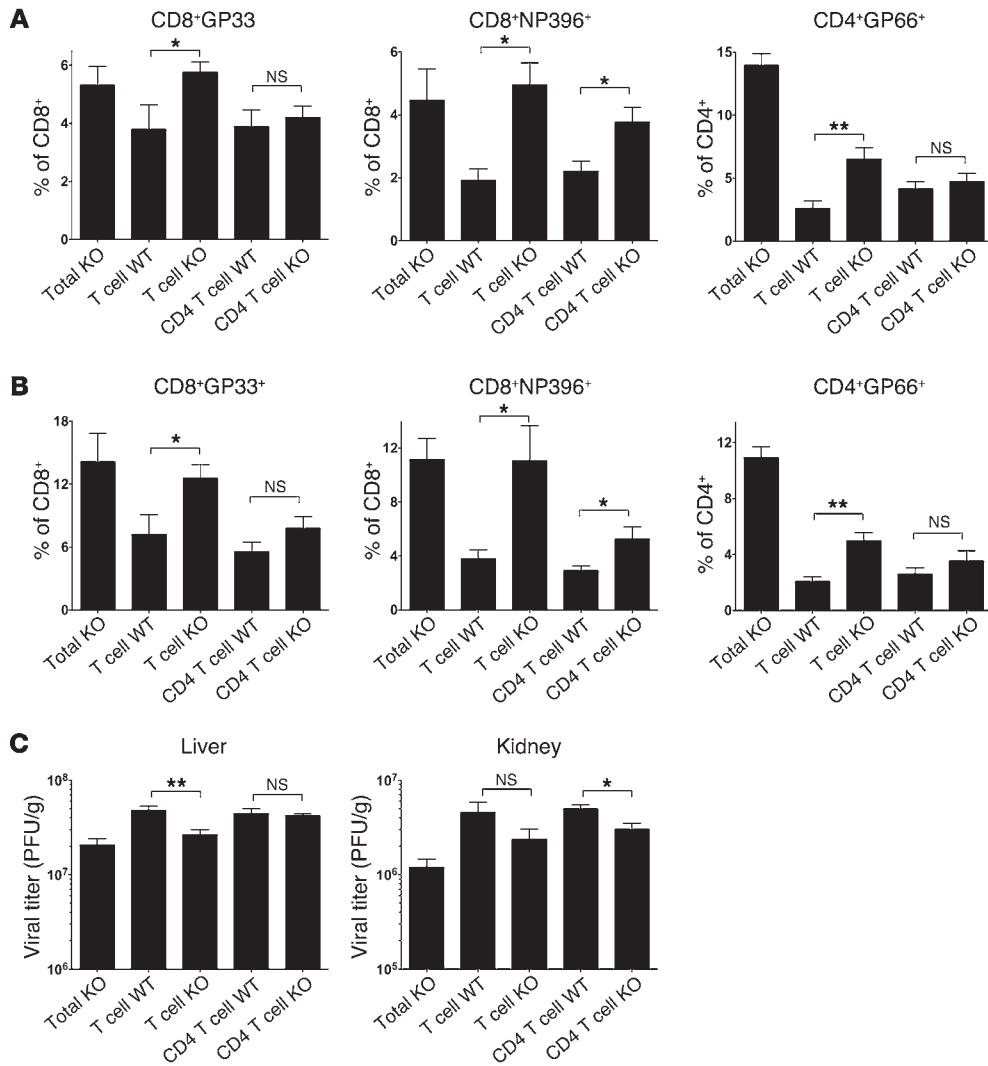 A
CD8⁺GP33
% of CD8⁺
6
4
2
0
*
NS
Total KO
T cell WT
T cell KO
CD4 T cell WT
CD4 T cell KO
CD8⁺NP396⁺
% of CD8⁺
6
4
2
0
*
*
Total KO
T cell WT
T cell KO
CD4 T cell WT
CD4 T cell KO
CD4⁺GP66⁺
% of CD4⁺
15
10
5
0
**
NS
Total KO
T cell WT
T cell KO
CD4 T cell WT
CD4 T cell KO
B
CD8⁺GP33⁺
% of CD8⁺
18
12
6
0
*
NS
Total KO
T cell WT
T cell KO
CD4 T cell WT
CD4 T cell KO
CD8⁺NP396⁺
% of CD8⁺
12
8
4
0
*
*
Total KO
T cell WT
T cell KO
CD4 T cell WT
CD4 T cell KO
CD4⁺GP66⁺
% of CD4⁺
12
8
4
0
**
NS
Total KO
T cell WT
T cell KO
CD4 T cell WT
CD4 T cell KO
C
Liver
Viral titer (PFU/g)
10⁸
10⁷
10⁶
**
NS
Total KO
T cell WT
T cell KO
CD4 T cell WT
CD4 T cell KO
Kidney
Viral titer (PFU/g)
10⁷
10⁶
10⁵
NS
*
Total KO
T cell WT
T cell KO
CD4 T cell WT
CD4 T cell KO